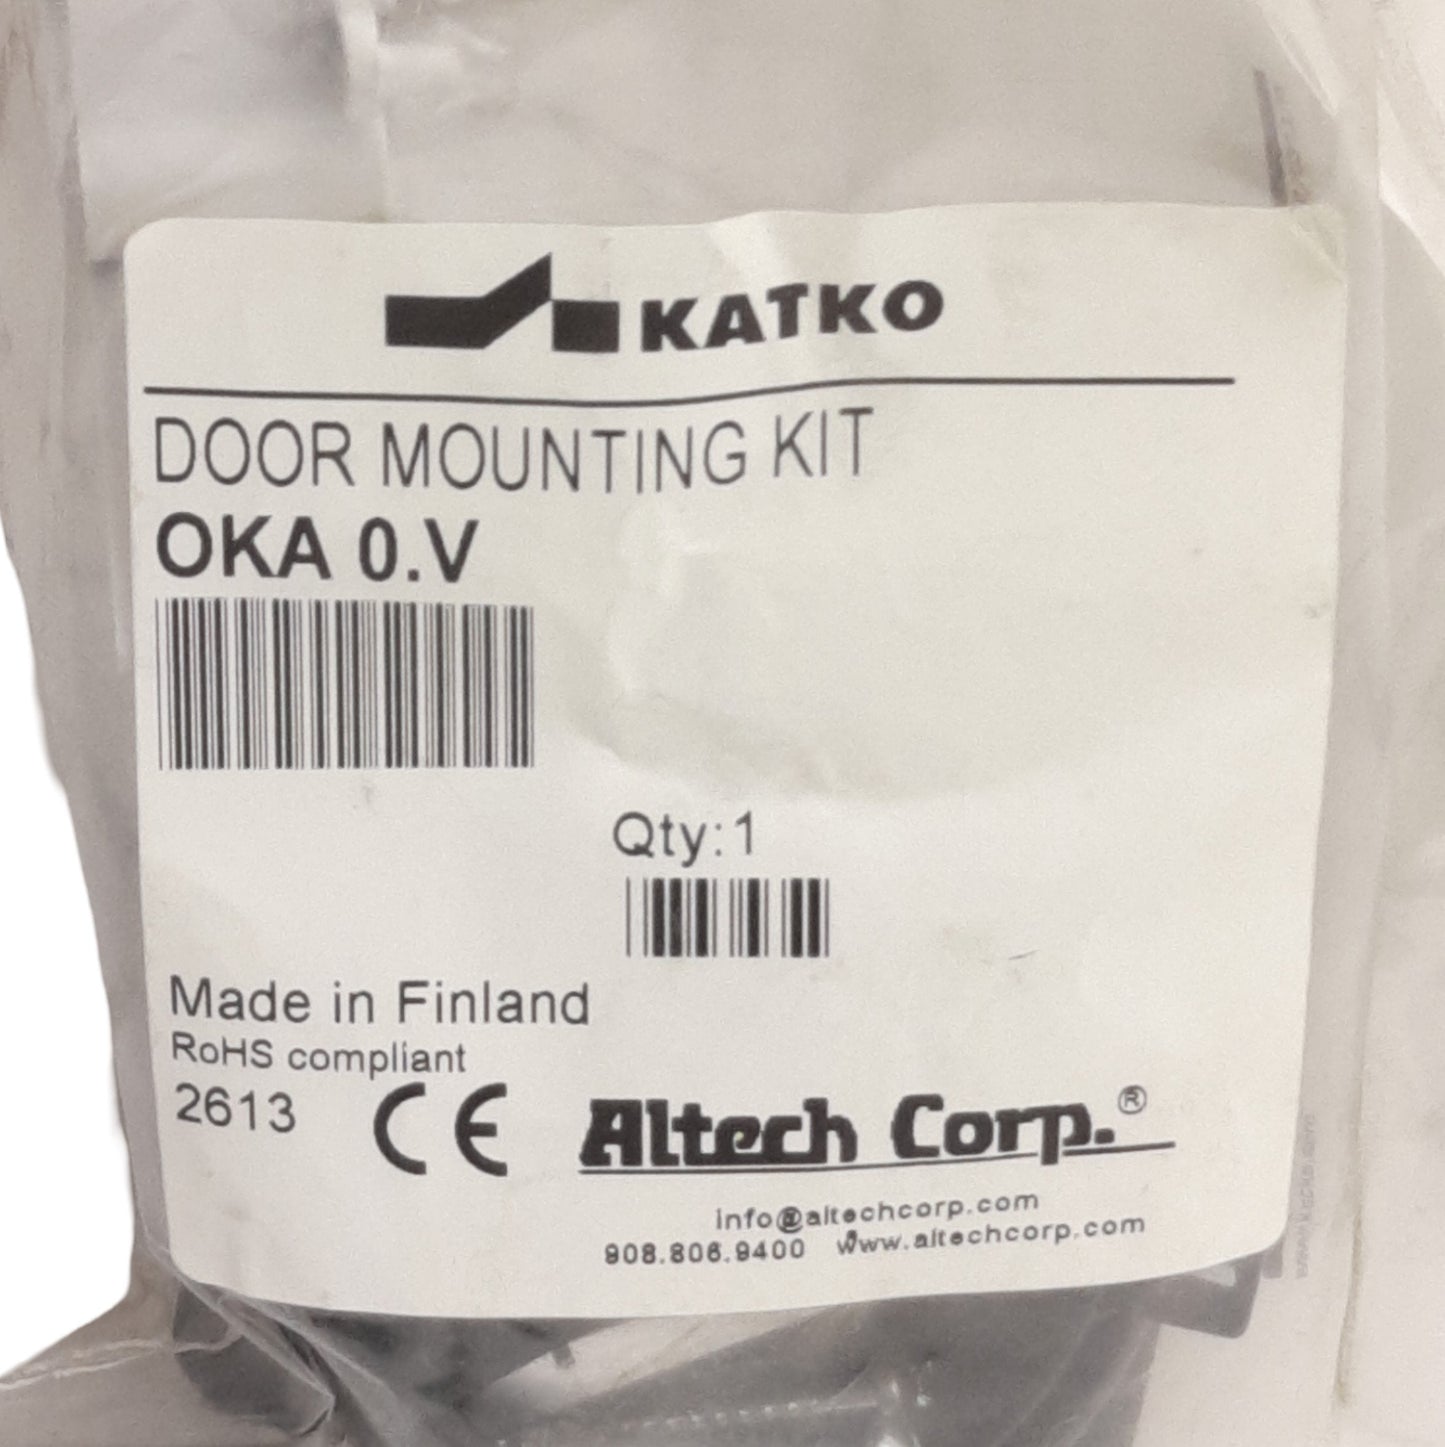 KATKO
DOOR MOUNTING KIT
OKA 0.V
Qty:1
Made in Finland
RoHS compliant
2613 CE Altech Corp.®
info@altechcorp.com
908.806.9400 www.altechcorp.com